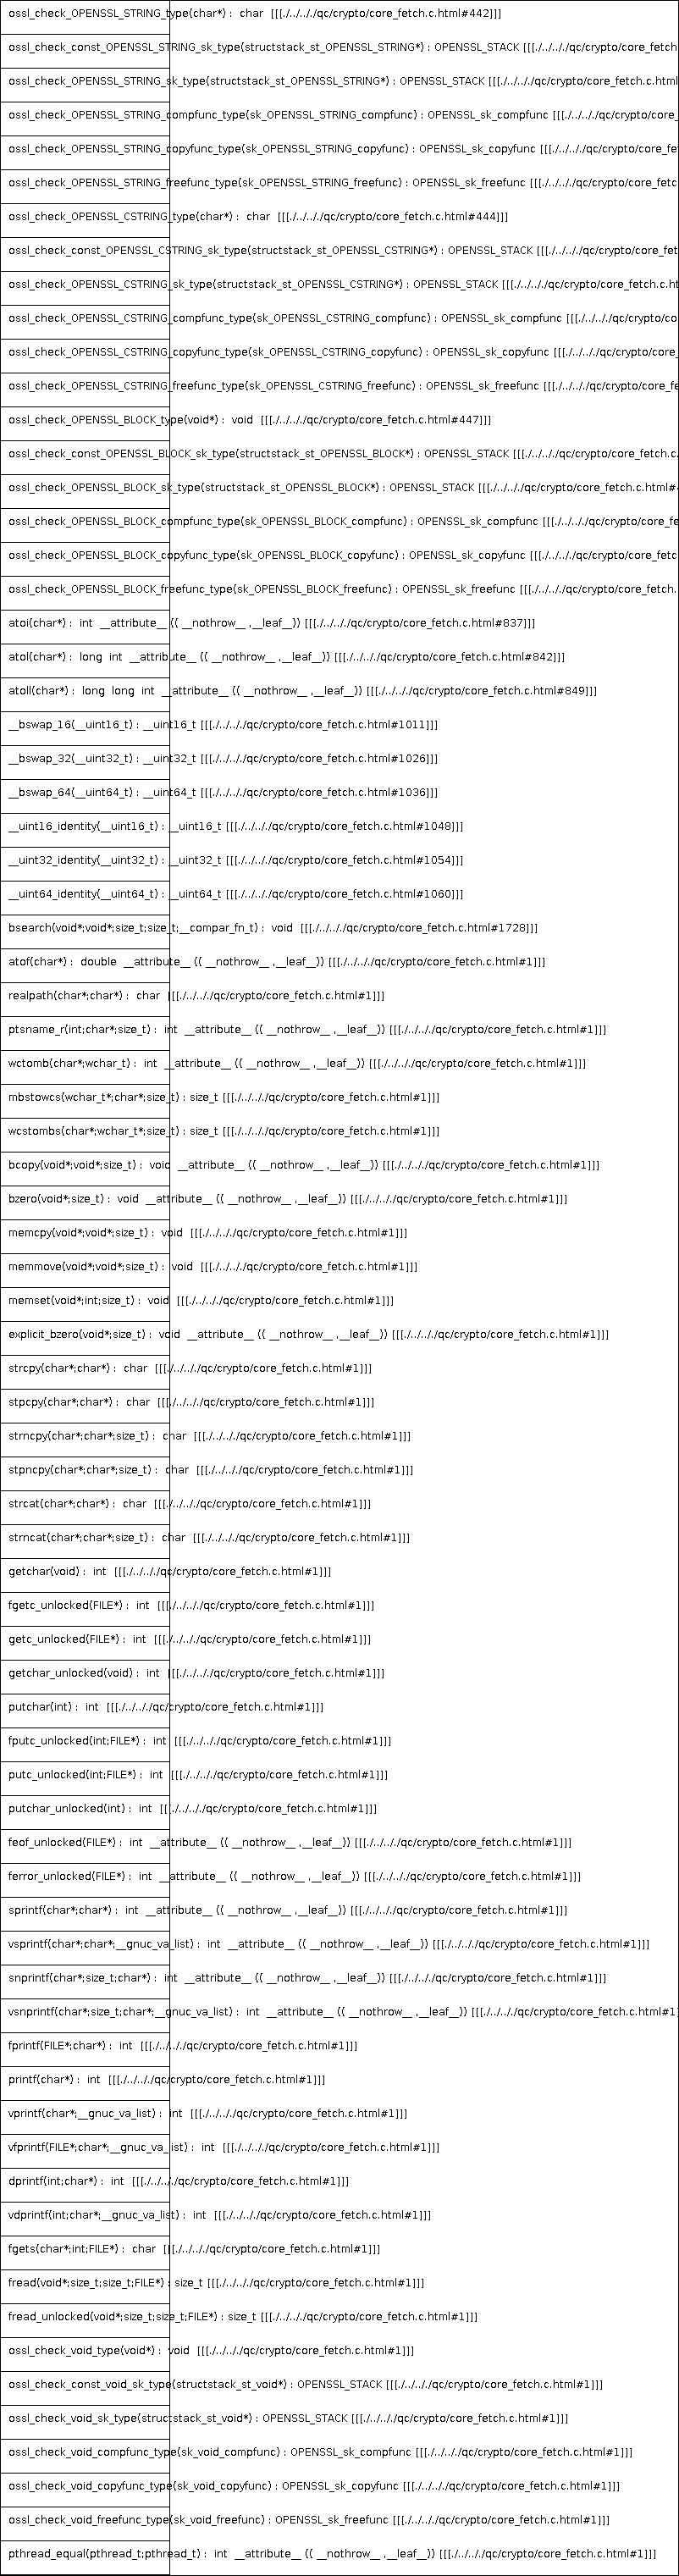 ossl_check_OPENSSL_STRING_type(char*) :  char  [[[./../../qc/crypto/core_fetch.c.html#442]]]
ossl_check_const_OPENSSL_STRING_sk_type(structstack_st_OPENSSL_STRING*) : OPENSSL_STACK [[[./../../qc/crypto/core_fetch
ossl_check_OPENSSL_STRING_sk_type(structstack_st_OPENSSL_STRING*) : OPENSSL_STACK [[[./../../qc/crypto/core_fetch.c.html
ossl_check_OPENSSL_STRING_compfunc_type(sk_OPENSSL_STRING_compfunc) : OPENSSL_sk_compfunc [[[./../../qc/crypto/core_
ossl_check_OPENSSL_STRING_copyfunc_type(sk_OPENSSL_STRING_copyfunc) : OPENSSL_sk_copyfunc [[[./../../qc/crypto/core_fe
ossl_check_OPENSSL_STRING_freefunc_type(sk_OPENSSL_STRING_freefunc) : OPENSSL_sk_freefunc [[[./../../qc/crypto/core_fetc
ossl_check_OPENSSL_CSTRING_type(char*) :  char  [[[./../../qc/crypto/core_fetch.c.html#444]]]
ossl_check_const_OPENSSL_CSTRING_sk_type(structstack_st_OPENSSL_CSTRING*) : OPENSSL_STACK [[[./../../qc/crypto/core_fet
ossl_check_OPENSSL_CSTRING_sk_type(structstack_st_OPENSSL_CSTRING*) : OPENSSL_STACK [[[./../../qc/crypto/core_fetch.c.ht
ossl_check_OPENSSL_CSTRING_compfunc_type(sk_OPENSSL_CSTRING_compfunc) : OPENSSL_sk_compfunc [[[./../../qc/crypto/co
ossl_check_OPENSSL_CSTRING_copyfunc_type(sk_OPENSSL_CSTRING_copyfunc) : OPENSSL_sk_copyfunc [[[./../../qc/crypto/core_
ossl_check_OPENSSL_CSTRING_freefunc_type(sk_OPENSSL_CSTRING_freefunc) : OPENSSL_sk_freefunc [[[./../../qc/crypto/core_fe
ossl_check_OPENSSL_BLOCK_type(void*) :  void  [[[./../../qc/crypto/core_fetch.c.html#447]]]
ossl_check_const_OPENSSL_BLOCK_sk_type(structstack_st_OPENSSL_BLOCK*) : OPENSSL_STACK [[[./../../qc/crypto/core_fetch.c.
ossl_check_OPENSSL_BLOCK_sk_type(structstack_st_OPENSSL_BLOCK*) : OPENSSL_STACK [[[./../../qc/crypto/core_fetch.c.html#
ossl_check_OPENSSL_BLOCK_compfunc_type(sk_OPENSSL_BLOCK_compfunc) : OPENSSL_sk_compfunc [[[./../../qc/crypto/core_fe
ossl_check_OPENSSL_BLOCK_copyfunc_type(sk_OPENSSL_BLOCK_copyfunc) : OPENSSL_sk_copyfunc [[[./../../qc/crypto/core_fetc
ossl_check_OPENSSL_BLOCK_freefunc_type(sk_OPENSSL_BLOCK_freefunc) : OPENSSL_sk_freefunc [[[./../../qc/crypto/core_fetch.
atoi(char*) :  int  __attribute__ (( __nothrow__ ,__leaf__)) [[[./../../qc/crypto/core_fetch.c.html#837]]]
atol(char*) :  long  int  __attribute__ (( __nothrow__ ,__leaf__)) [[[./../../qc/crypto/core_fetch.c.html#842]]]
atoll(char*) :  long  long  int  __attribute__ (( __nothrow__ ,__leaf__)) [[[./../../qc/crypto/core_fetch.c.html#849]]]
__bswap_16(__uint16_t) : __uint16_t [[[./../../qc/crypto/core_fetch.c.html#1011]]]
__bswap_32(__uint32_t) : __uint32_t [[[./../../qc/crypto/core_fetch.c.html#1026]]]
__bswap_64(__uint64_t) : __uint64_t [[[./../../qc/crypto/core_fetch.c.html#1036]]]
__uint16_identity(__uint16_t) : __uint16_t [[[./../../qc/crypto/core_fetch.c.html#1048]]]
__uint32_identity(__uint32_t) : __uint32_t [[[./../../qc/crypto/core_fetch.c.html#1054]]]
__uint64_identity(__uint64_t) : __uint64_t [[[./../../qc/crypto/core_fetch.c.html#1060]]]
bsearch(void*;void*;size_t;size_t;__compar_fn_t) :  void  [[[./../../qc/crypto/core_fetch.c.html#1728]]]
atof(char*) :  double  __attribute__ (( __nothrow__ ,__leaf__)) [[[./../../qc/crypto/core_fetch.c.html#1]]]
realpath(char*;char*) :  char  [[[./../../qc/crypto/core_fetch.c.html#1]]]
ptsname_r(int;char*;size_t) :  int  __attribute__ (( __nothrow__ ,__leaf__)) [[[./../../qc/crypto/core_fetch.c.html#1]]]
wctomb(char*;wchar_t) :  int  __attribute__ (( __nothrow__ ,__leaf__)) [[[./../../qc/crypto/core_fetch.c.html#1]]]
mbstowcs(wchar_t*;char*;size_t) : size_t [[[./../../qc/crypto/core_fetch.c.html#1]]]
wcstombs(char*;wchar_t*;size_t) : size_t [[[./../../qc/crypto/core_fetch.c.html#1]]]
bcopy(void*;void*;size_t) :  void  __attribute__ (( __nothrow__ ,__leaf__)) [[[./../../qc/crypto/core_fetch.c.html#1]]]
bzero(void*;size_t) :  void  __attribute__ (( __nothrow__ ,__leaf__)) [[[./../../qc/crypto/core_fetch.c.html#1]]]
memcpy(void*;void*;size_t) :  void  [[[./../../qc/crypto/core_fetch.c.html#1]]]
memmove(void*;void*;size_t) :  void  [[[./../../qc/crypto/core_fetch.c.html#1]]]
memset(void*;int;size_t) :  void  [[[./../../qc/crypto/core_fetch.c.html#1]]]
explicit_bzero(void*;size_t) :  void  __attribute__ (( __nothrow__ ,__leaf__)) [[[./../../qc/crypto/core_fetch.c.html#1]]]
strcpy(char*;char*) :  char  [[[./../../qc/crypto/core_fetch.c.html#1]]]
stpcpy(char*;char*) :  char  [[[./../../qc/crypto/core_fetch.c.html#1]]]
strncpy(char*;char*;size_t) :  char  [[[./../../qc/crypto/core_fetch.c.html#1]]]
stpncpy(char*;char*;size_t) :  char  [[[./../../qc/crypto/core_fetch.c.html#1]]]
strcat(char*;char*) :  char  [[[./../../qc/crypto/core_fetch.c.html#1]]]
strncat(char*;char*;size_t) :  char  [[[./../../qc/crypto/core_fetch.c.html#1]]]
getchar(void) :  int  [[[./../../qc/crypto/core_fetch.c.html#1]]]
fgetc_unlocked(FILE*) :  int  [[[./../../qc/crypto/core_fetch.c.html#1]]]
getc_unlocked(FILE*) :  int  [[[./../../qc/crypto/core_fetch.c.html#1]]]
getchar_unlocked(void) :  int  [[[./../../qc/crypto/core_fetch.c.html#1]]]
putchar(int) :  int  [[[./../../qc/crypto/core_fetch.c.html#1]]]
fputc_unlocked(int;FILE*) :  int  [[[./../../qc/crypto/core_fetch.c.html#1]]]
putc_unlocked(int;FILE*) :  int  [[[./../../qc/crypto/core_fetch.c.html#1]]]
putchar_unlocked(int) :  int  [[[./../../qc/crypto/core_fetch.c.html#1]]]
feof_unlocked(FILE*) :  int  __attribute__ (( __nothrow__ ,__leaf__)) [[[./../../qc/crypto/core_fetch.c.html#1]]]
ferror_unlocked(FILE*) :  int  __attribute__ (( __nothrow__ ,__leaf__)) [[[./../../qc/crypto/core_fetch.c.html#1]]]
sprintf(char*;char*) :  int  __attribute__ (( __nothrow__ ,__leaf__)) [[[./../../qc/crypto/core_fetch.c.html#1]]]
vsprintf(char*;char*;__gnuc_va_list) :  int  __attribute__ (( __nothrow__ ,__leaf__)) [[[./../../qc/crypto/core_fetch.c.html#1]]]
snprintf(char*;size_t;char*) :  int  __attribute__ (( __nothrow__ ,__leaf__)) [[[./../../qc/crypto/core_fetch.c.html#1]]]
vsnprintf(char*;size_t;char*;__gnuc_va_list) :  int  __attribute__ (( __nothrow__ ,__leaf__)) [[[./../../qc/crypto/core_fetch.c.html#1]
fprintf(FILE*;char*) :  int  [[[./../../qc/crypto/core_fetch.c.html#1]]]
printf(char*) :  int  [[[./../../qc/crypto/core_fetch.c.html#1]]]
vprintf(char*;__gnuc_va_list) :  int  [[[./../../qc/crypto/core_fetch.c.html#1]]]
vfprintf(FILE*;char*;__gnuc_va_list) :  int  [[[./../../qc/crypto/core_fetch.c.html#1]]]
dprintf(int;char*) :  int  [[[./../../qc/crypto/core_fetch.c.html#1]]]
vdprintf(int;char*;__gnuc_va_list) :  int  [[[./../../qc/crypto/core_fetch.c.html#1]]]
fgets(char*;int;FILE*) :  char  [[[./../../qc/crypto/core_fetch.c.html#1]]]
fread(void*;size_t;size_t;FILE*) : size_t [[[./../../qc/crypto/core_fetch.c.html#1]]]
fread_unlocked(void*;size_t;size_t;FILE*) : size_t [[[./../../qc/crypto/core_fetch.c.html#1]]]
ossl_check_void_type(void*) :  void  [[[./../../qc/crypto/core_fetch.c.html#1]]]
ossl_check_const_void_sk_type(structstack_st_void*) : OPENSSL_STACK [[[./../../qc/crypto/core_fetch.c.html#1]]]
ossl_check_void_sk_type(structstack_st_void*) : OPENSSL_STACK [[[./../../qc/crypto/core_fetch.c.html#1]]]
ossl_check_void_compfunc_type(sk_void_compfunc) : OPENSSL_sk_compfunc [[[./../../qc/crypto/core_fetch.c.html#1]]]
ossl_check_void_copyfunc_type(sk_void_copyfunc) : OPENSSL_sk_copyfunc [[[./../../qc/crypto/core_fetch.c.html#1]]]
ossl_check_void_freefunc_type(sk_void_freefunc) : OPENSSL_sk_freefunc [[[./../../qc/crypto/core_fetch.c.html#1]]]
pthread_equal(pthread_t;pthread_t) :  int  __attribute__ (( __nothrow__ ,__leaf__)) [[[./../../qc/crypto/core_fetch.c.html#1]]]